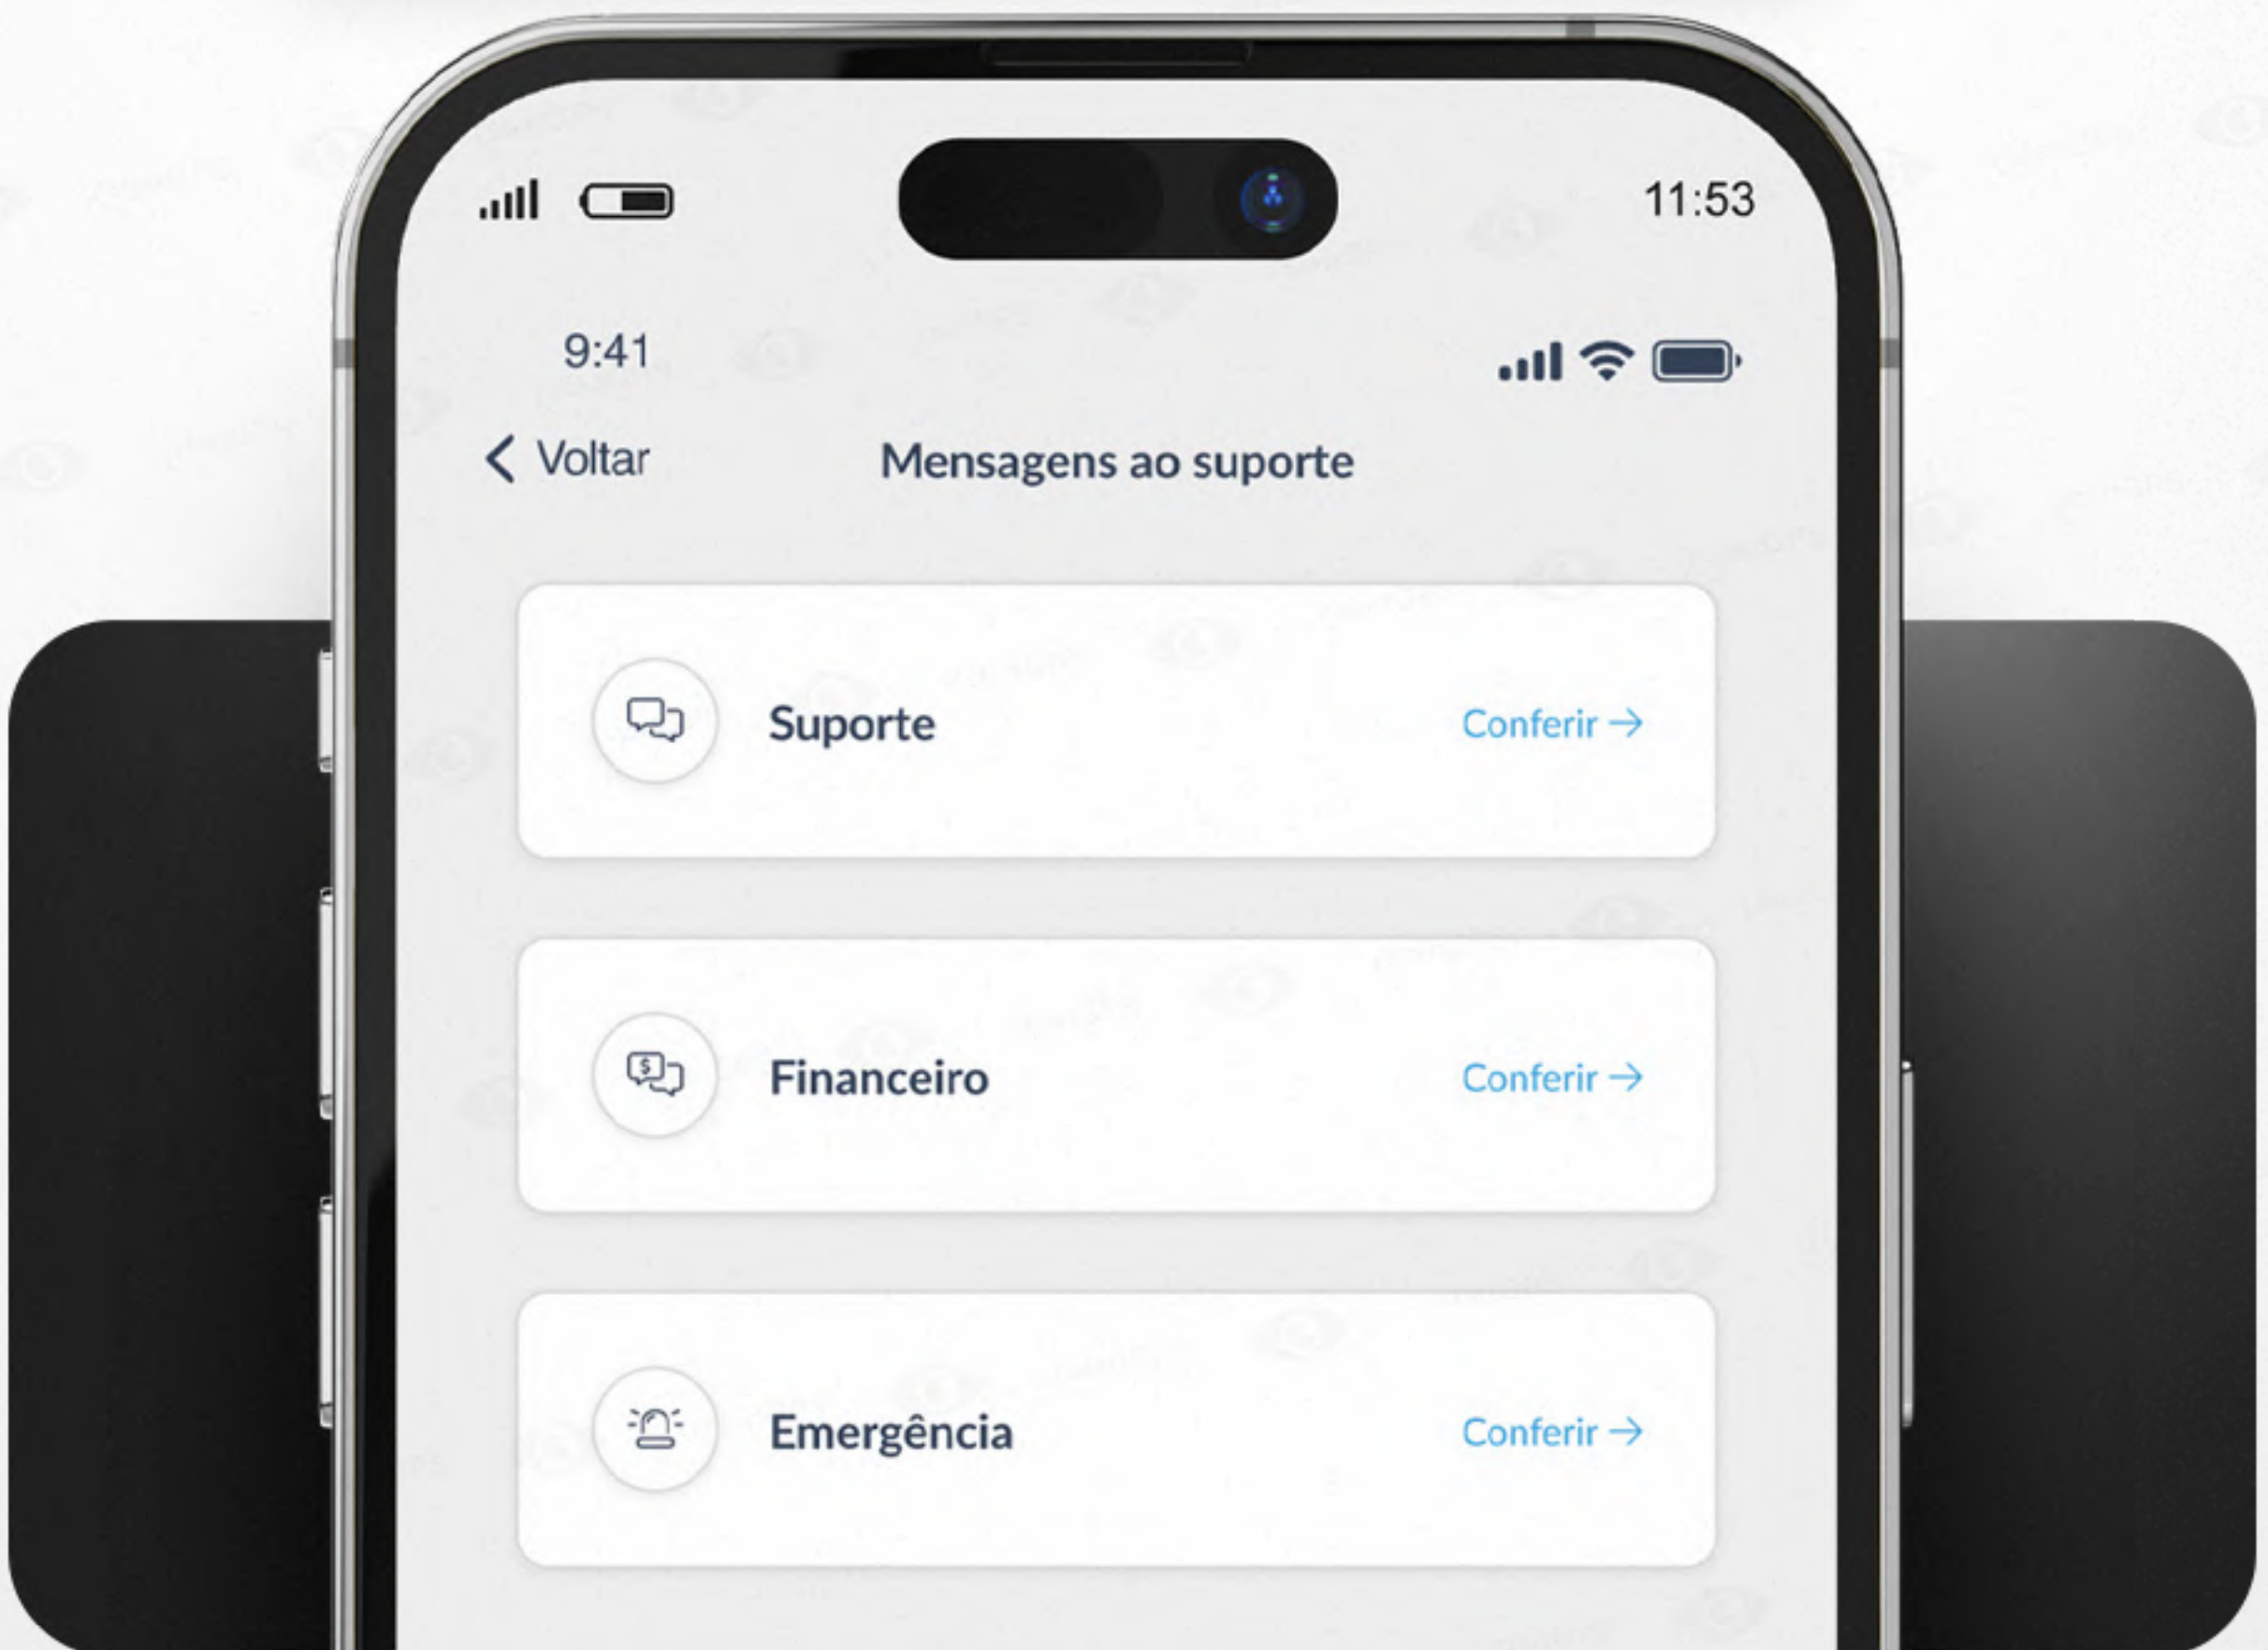 11:53
9:41
Voltar
Mensagens ao suporte
Suporte
Conferir →
Financeiro
Conferir →
Emergência
Conferir →